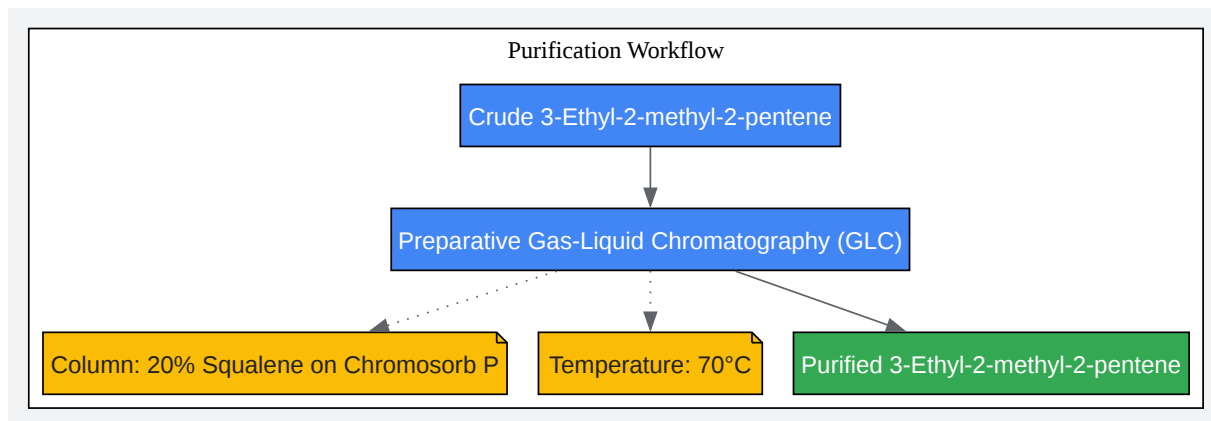 Purification Workflow
Crude 3-Ethyl-2-methyl-2-pentene
Preparative Gas-Liquid Chromatography (GLC)
Column: 20% Squalene on Chromosorb P
Temperature: 70°C
Purified 3-Ethyl-2-methyl-2-pentene